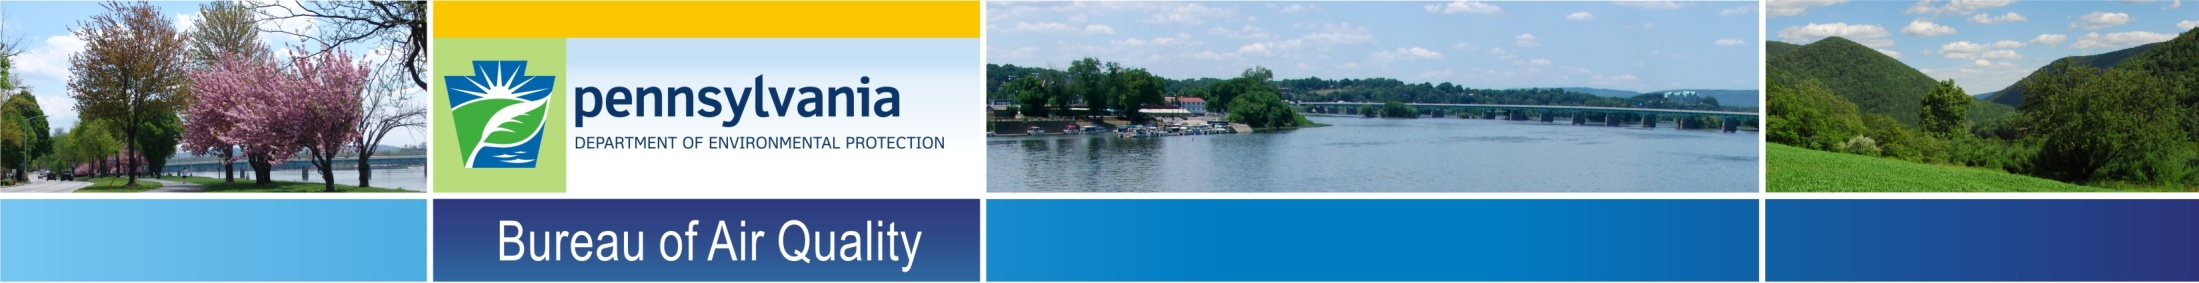 pennsylvania
DEPARTMENT OF ENVIRONMENTAL PROTECTION
Bureau of Air Quality